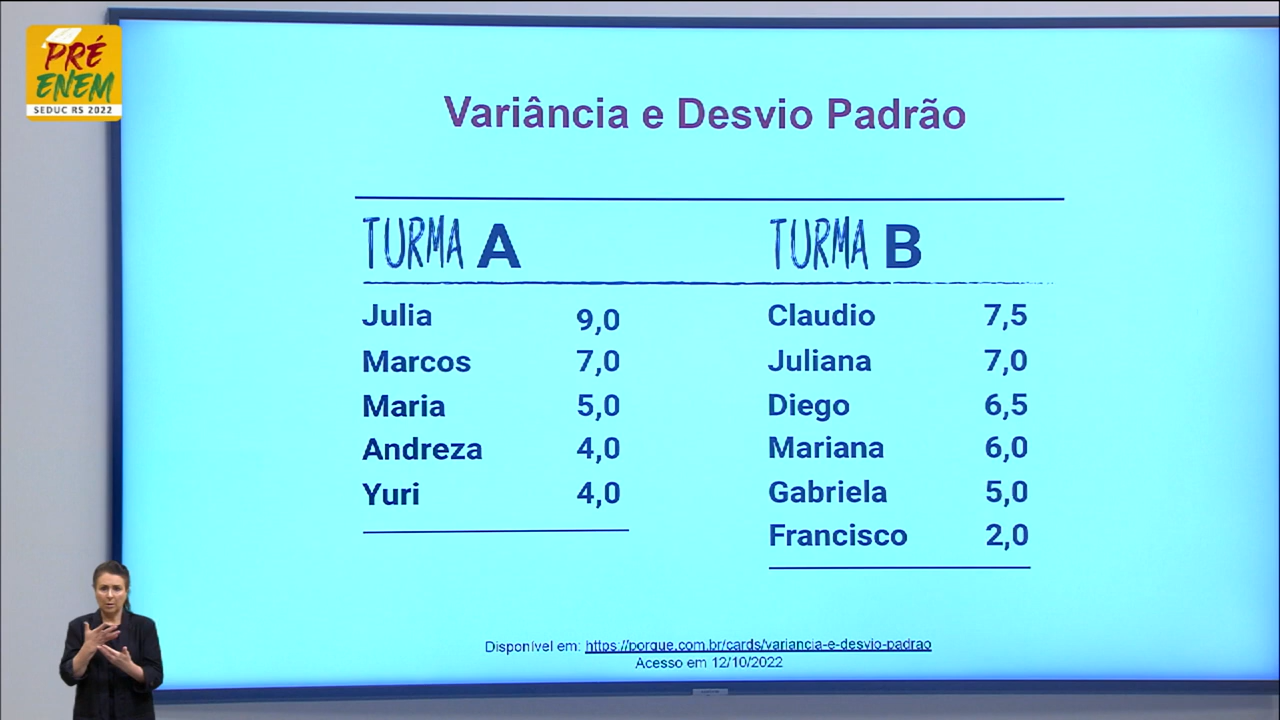 PRÉ
ENEM
SEDUC RS 2022
Variância e Desvio Padrão
TURMA A
Julia 9,0
Marcos 7,0
Maria 5,0
Andreza 4,0
Yuri 4,0
TURMA B
Claudio 7,5
Juliana 7,0
Diego 6,5
Mariana 6,0
Gabriela 5,0
Francisco 2,0
Disponível em: https://porque.com.br/cards/variancia-e-desvio-padrao
Acesso em 12/10/2022